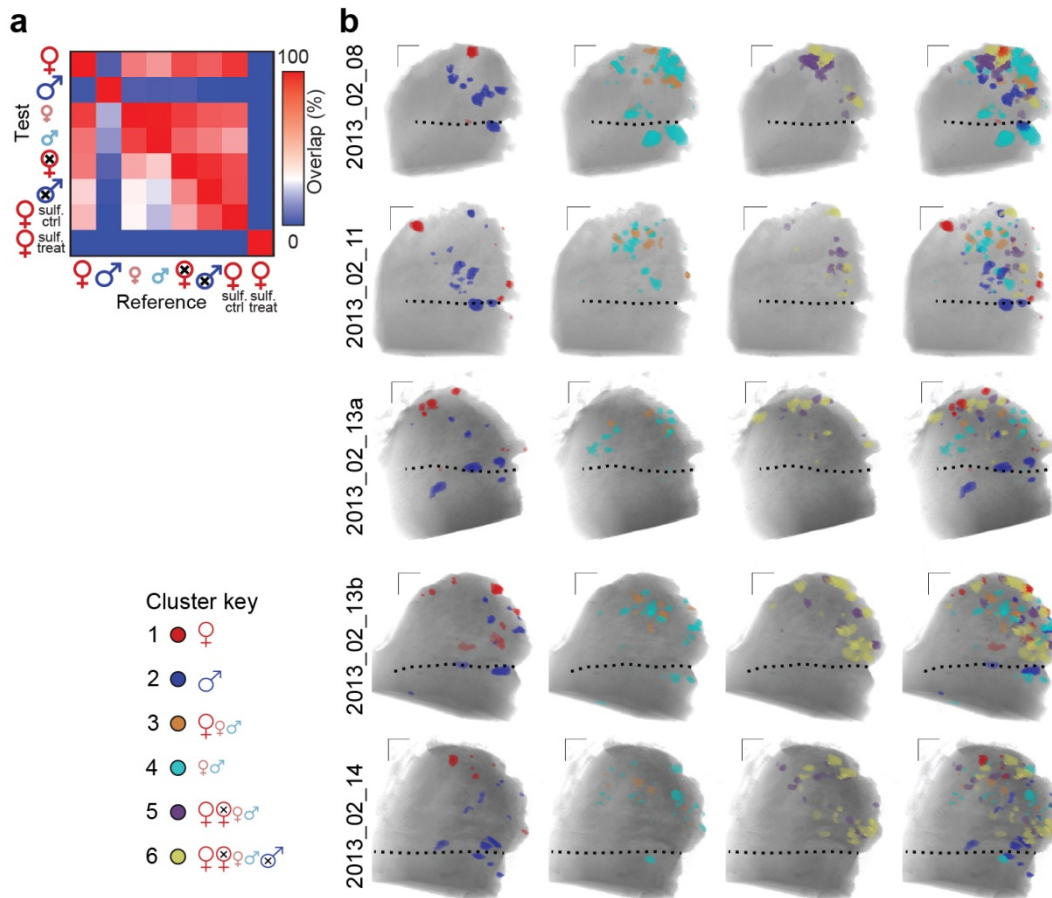 a
b
♀
♂
♀
♂
♀
♂
♀ sulf. ctrl
♀ sulf. treat
Test
100
Overlap (%)
0
♀ ♂ ♀ ♂ ♀ ♂ ♀ ♀
sulf. ctrl
sulf. treat
Reference
2013_02_08
2013_02_11
2013_02_13a
2013_02_13b
2013_02_14
Cluster key
1 ♀
2 ♂
3 ♀♀♂
4 ♀♂
5 ♀♀♀♂
6 ♀♀♀♂♂